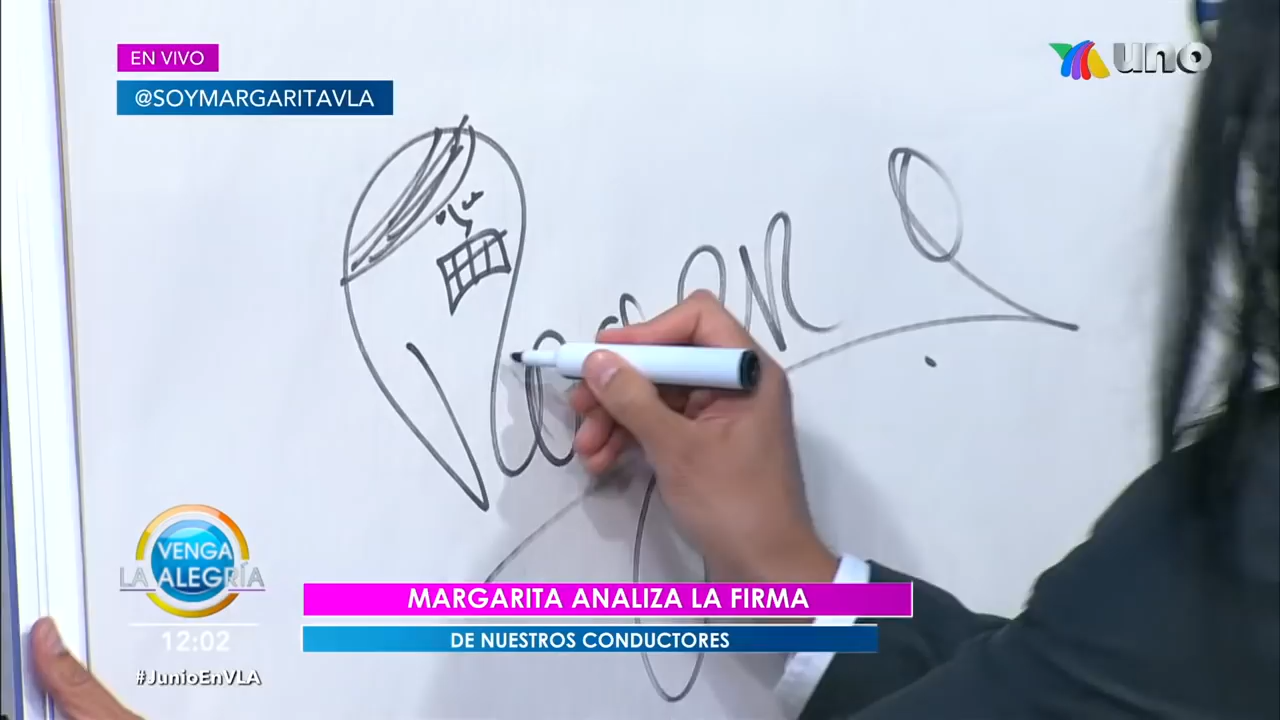 EN VIVO
uno
@SOYMARGARITAVLA
VENGA
LA ALEGRÍA
MARGARITA ANALIZA LA FIRMA
12:02
DE NUESTROS CONDUCTORES
#JunioEnVLA